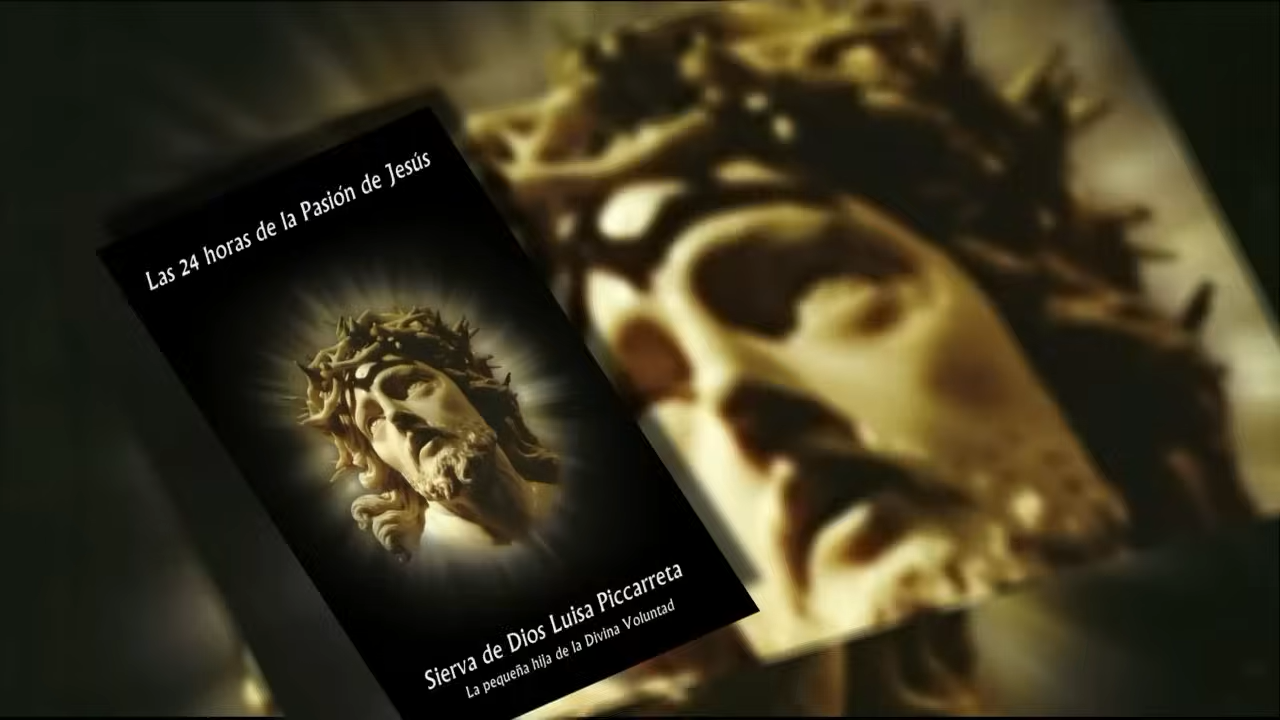 Las 24 horas de la Pasión de Jesús
Sierva de Dios Luisa Piccarreta
La pequeña hija de la Divina Voluntad